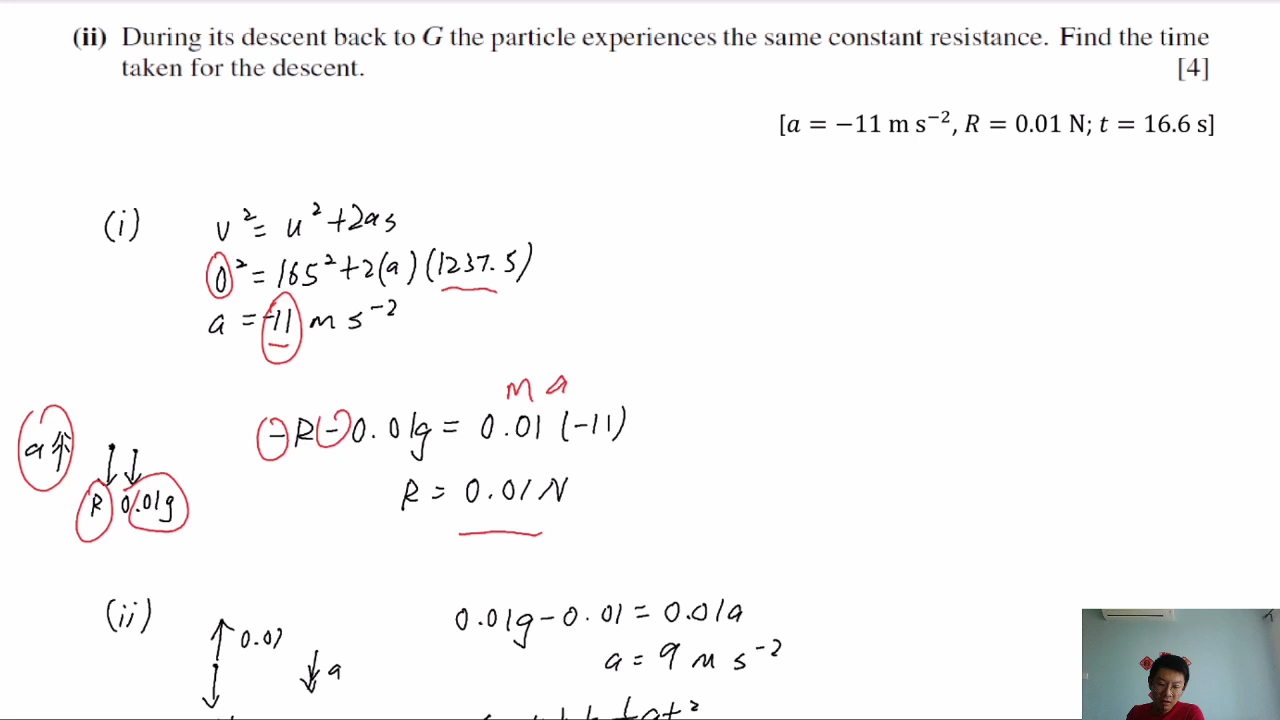 (ii) During its descent back to G the particle experiences the same constant resistance. Find the time
taken for the descent. [4]
[a = −11 m s⁻², R = 0.01 N; t = 16.6 s]
(i) v² = u² + 2as
0² = 165² + 2(a)(1237.5)
a = -11 m s⁻²
m a
-R - 0.01g = 0.01(-11)
a
R 0.01g
R = 0.01 N
(ii) 0.01g - 0.01 = 0.01a
0.01
a = 9 m s⁻²
a